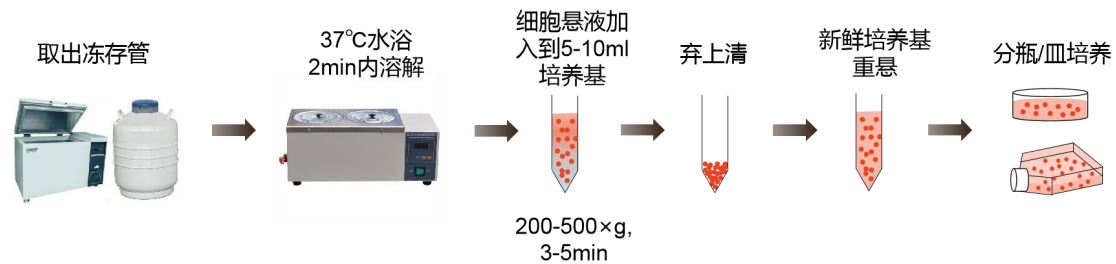 取出冻存管
37℃水浴
2min内溶解
细胞悬液加
入到5-10ml
培养基
200-500×g,
3-5min
弃上清
新鲜培养基
重悬
分瓶/皿培养